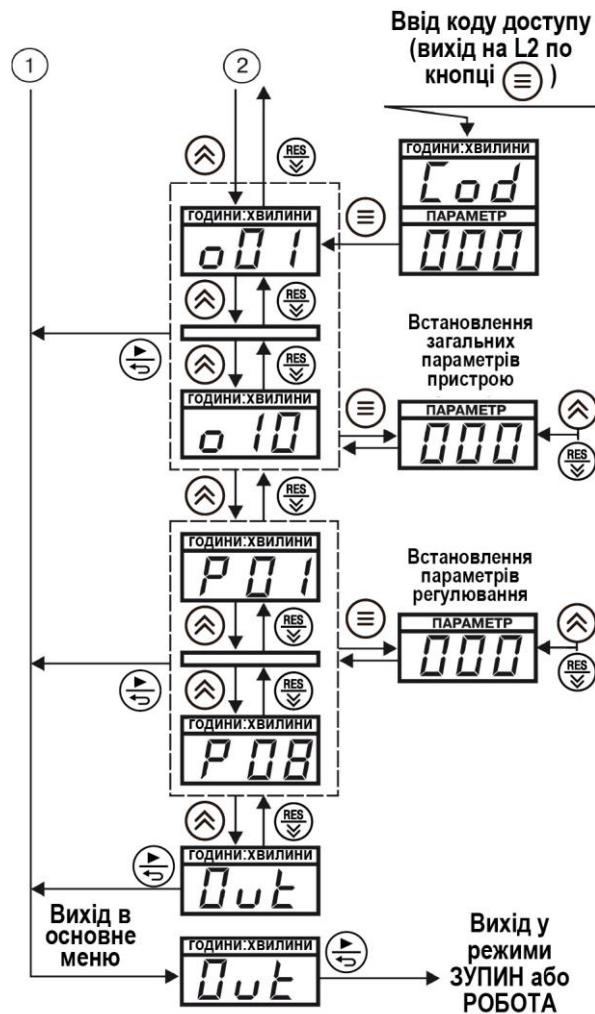 Ввід коду доступу
(вихід на L2 по
кнопці )
1
2
RES
ГОДИНИ:ХВИЛИНИ
Cod
ПАРАМЕТР
000
ГОДИНИ:ХВИЛИНИ
o01
RES
RES
Встановлення
загальних
параметрів
пристрою
ГОДИНИ:ХВИЛИНИ
o10
ПАРАМЕТР
000
RES
RES
ГОДИНИ:ХВИЛИНИ
P01
Встановлення
параметрів
регулювання
RES
ПАРАМЕТР
000
RES
RES
ГОДИНИ:ХВИЛИНИ
P08
RES
ГОДИНИ:ХВИЛИНИ
Out
Вихід в
основне
меню
ГОДИНИ:ХВИЛИНИ
Out
Вихід у
режими
ЗУПИН або
РОБОТА